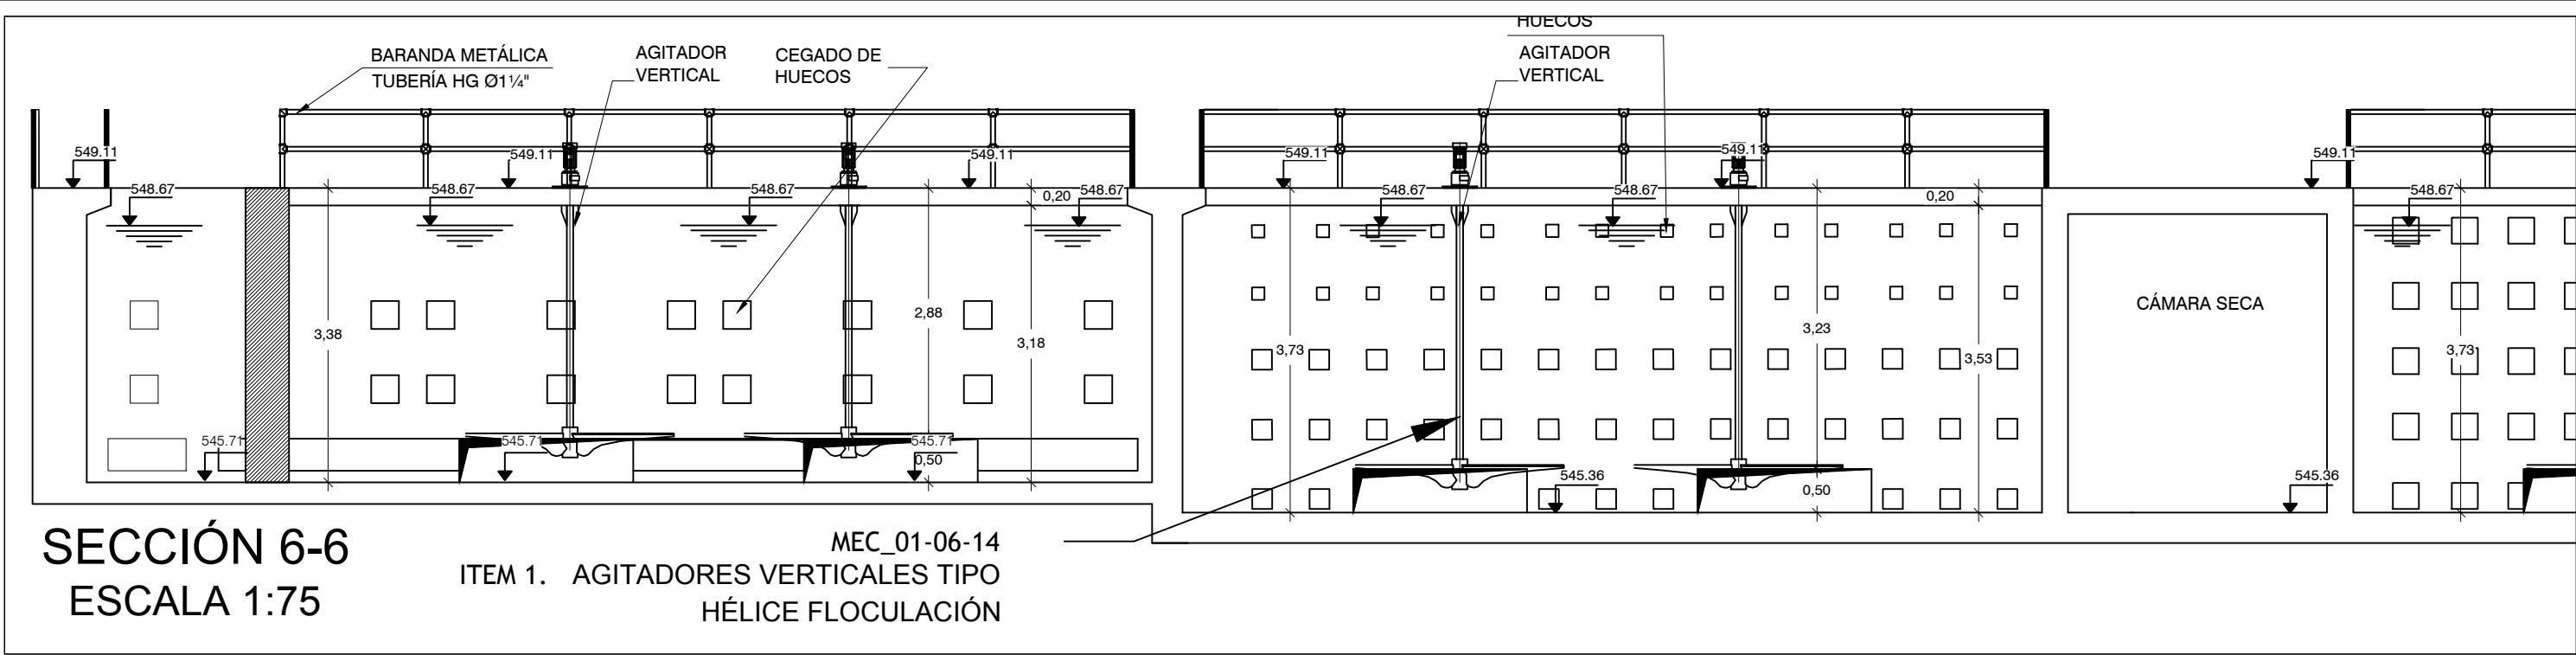 HUECOS
BARANDA METÁLICA
TUBERÍA HG Ø1¼"
AGITADOR
VERTICAL
CEGADO DE
HUECOS
AGITADOR
VERTICAL
549.11
549.11
549.11
549.11
549.11
549.11
548.67
548.67
548.67
548.67
548.67
548.67
548.67
0,20
0,20
3,38
2,88
3,18
3,73
3,23
3,53
3,73
CÁMARA SECA
545.71
545.71
545.71
0,50
545.36
545.36
0,50
SECCIÓN 6-6
ESCALA 1:75
MEC_01-06-14
ITEM 1. AGITADORES VERTICALES TIPO
HÉLICE FLOCULACIÓN